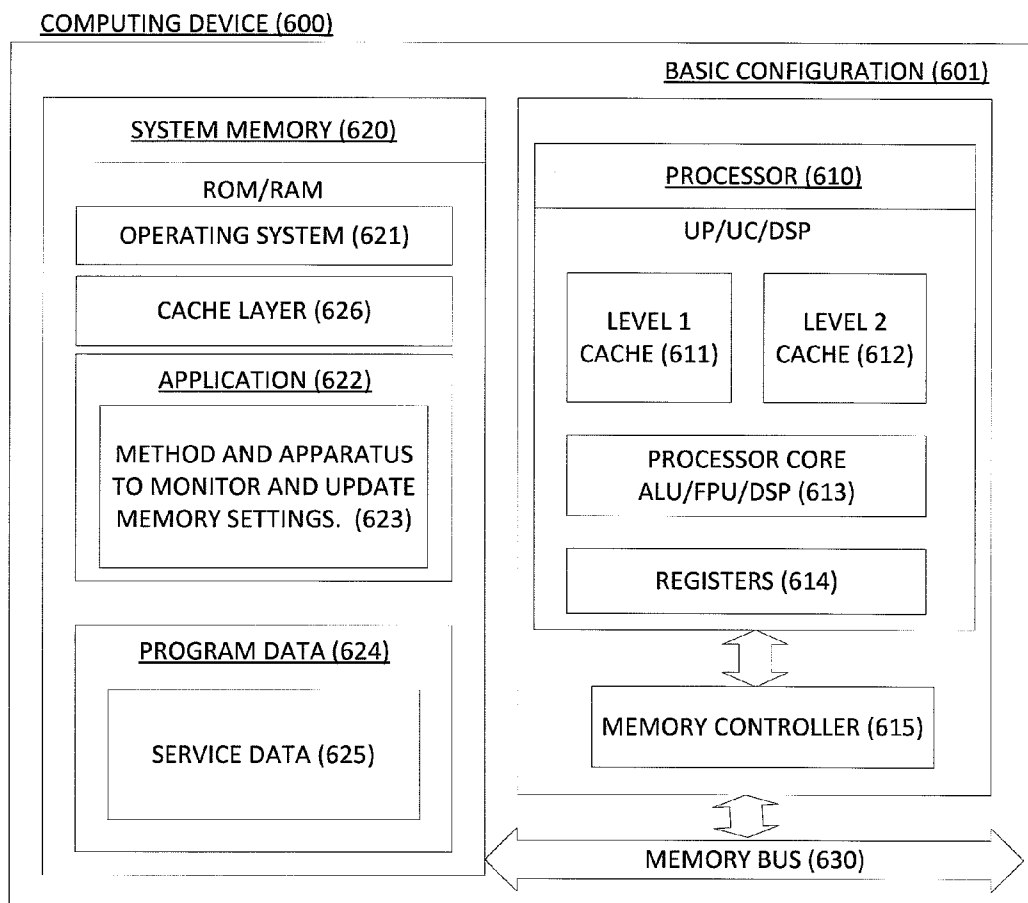 COMPUTING DEVICE (600)
BASIC CONFIGURATION (601)
SYSTEM MEMORY (620)
ROM/RAM
OPERATING SYSTEM (621)
CACHE LAYER (626)
APPLICATION (622)
METHOD AND APPARATUS
TO MONITOR AND UPDATE
MEMORY SETTINGS. (623)
PROGRAM DATA (624)
SERVICE DATA (625)
PROCESSOR (610)
UP/UC/DSP
LEVEL 1
CACHE (611)
LEVEL 2
CACHE (612)
PROCESSOR CORE
ALU/FPU/DSP (613)
REGISTERS (614)
MEMORY CONTROLLER (615)
MEMORY BUS (630)